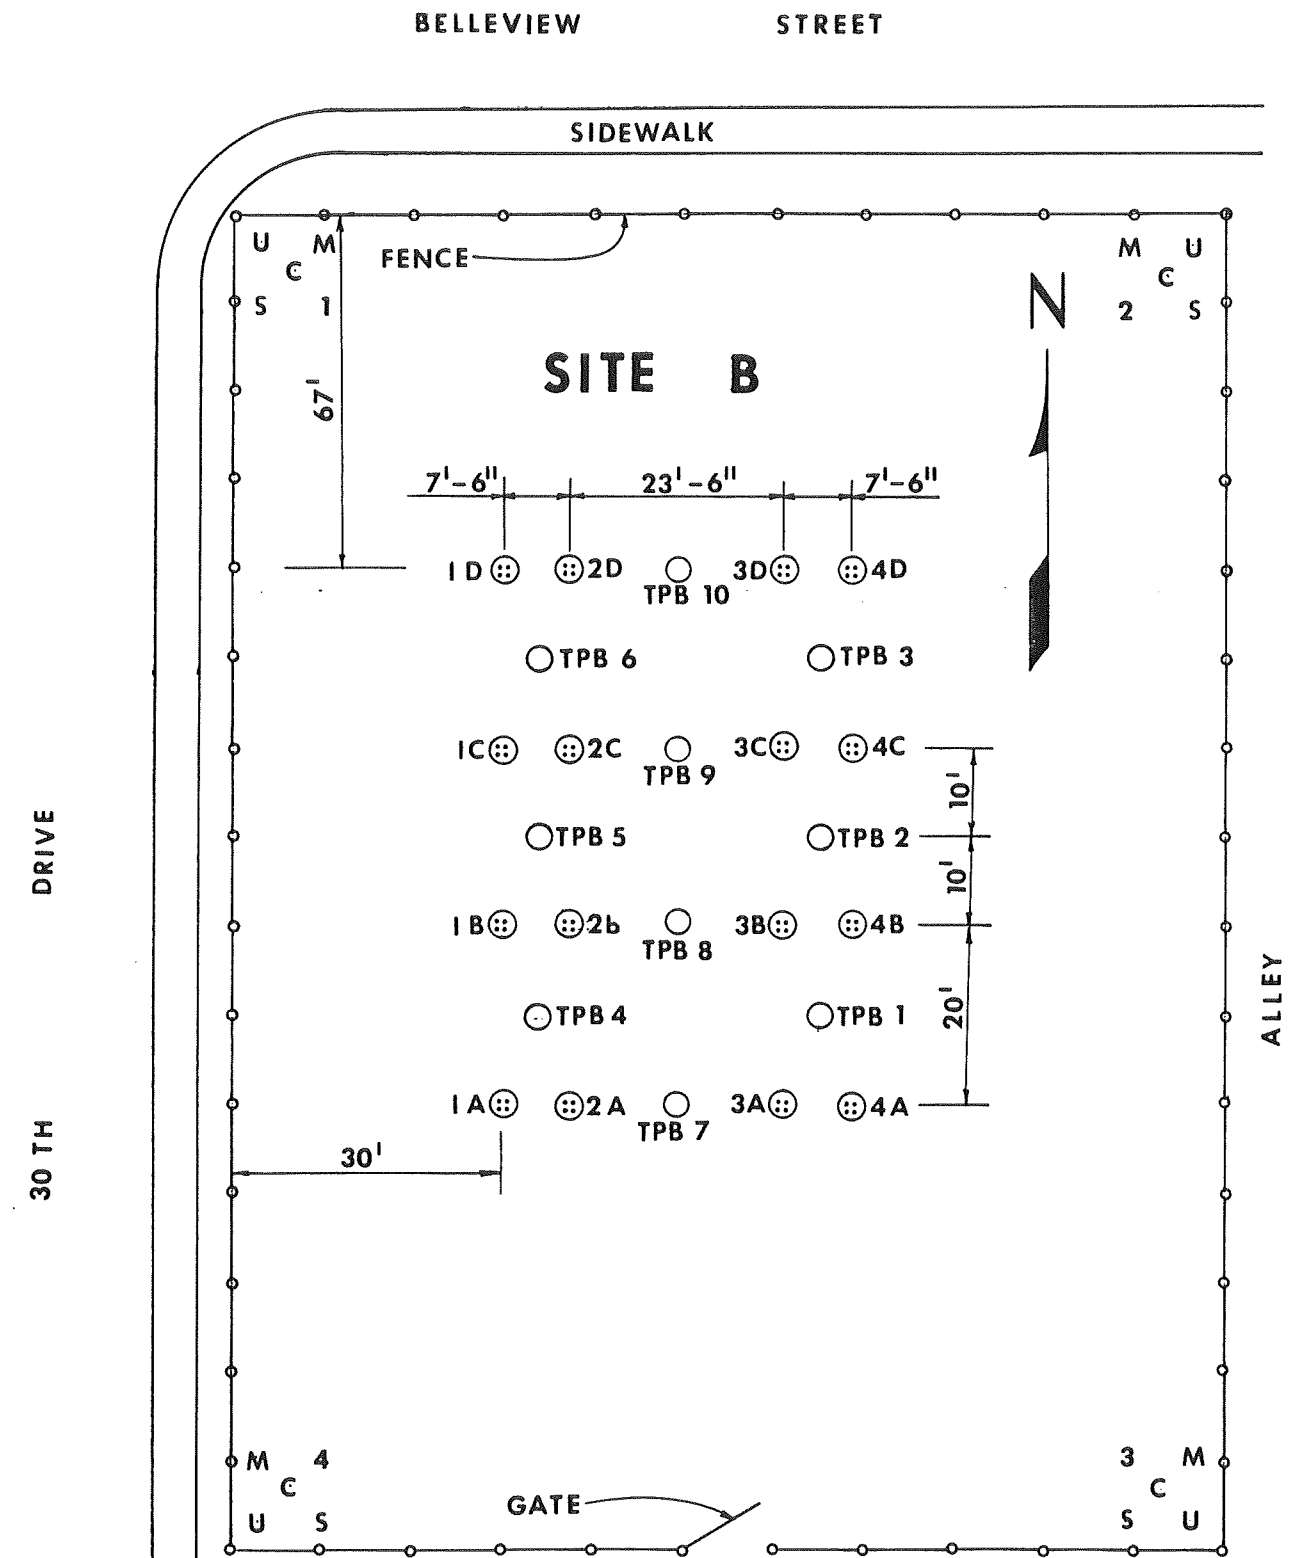 BELLEVIEW STREET
SIDEWALK
FENCE
U M
C
S 1
M U
C
2 S
N
SITE B
67'
7'-6" 23'-6" 7'-6"
1D 2D 3D 4D
TPB 10
TPB 6 TPB 3
1C 2C 3C 4C
TPB 9
10'
TPB 5 TPB 2
10'
1B 2b 3B 4B
TPB 8
20'
TPB 4 TPB 1
1A 2A 3A 4A
TPB 7
30'
30TH DRIVE
ALLEY
M 4
C
U S
3 M
C
S U
GATE